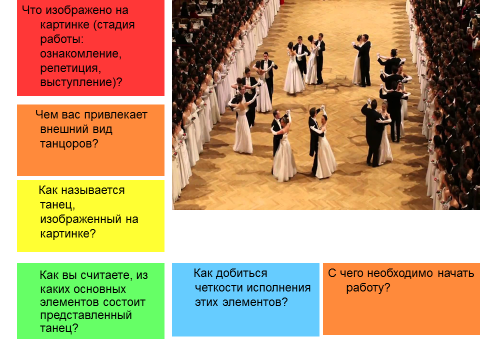 Что изображено на
картинке (стадия
работы:
ознакомление,
репетиция,
выступление)?
Чем вас привлекает
внешний вид
танцоров?
Как называется
танец,
изображенный на
картинке?
Как вы считаете, из
каких основных
элементов состоит
представленный
танец?
Как добиться
четкости исполнения
этих элементов?
С чего необходимо начать
работу?